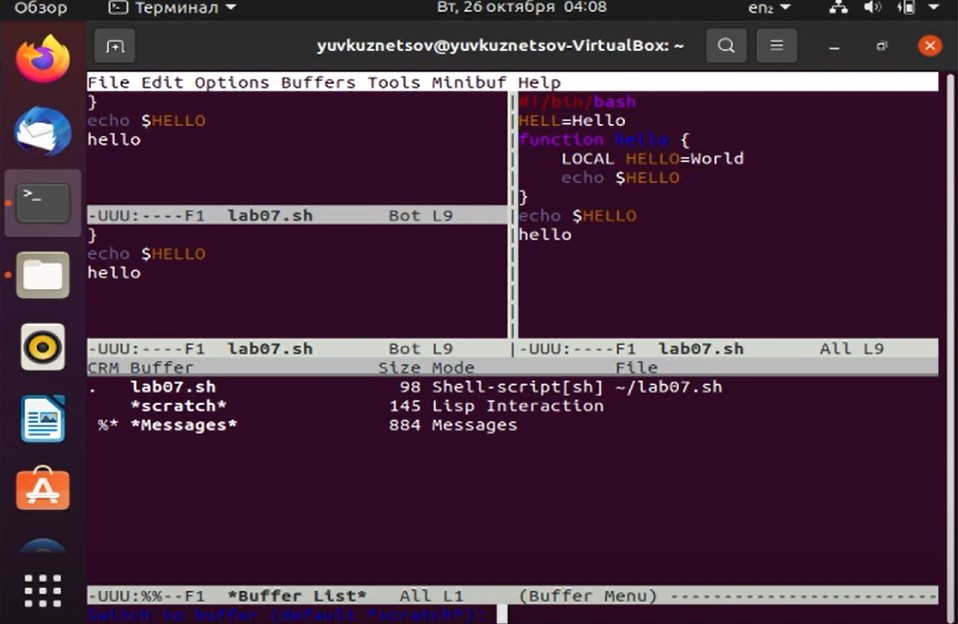 Обзор Терминал Вт, 26 октября 04:08 en₂
yuvkuznetsov@yuvkuznetsov-VirtualBox: ~
File Edit Options Buffers Tools Minibuf Help
}
echo $HELLO
hello
-UUU:----F1 lab07.sh Bot L9
}
echo $HELLO
hello
-UUU:----F1 lab07.sh Bot L9
#!/bin/bash
HELL=Hello
function hello {
    LOCAL HELLO=World
    echo $HELLO
}
echo $HELLO
hello
-UUU:----F1 lab07.sh All L9
CRM Buffer Size Mode File
. lab07.sh 98 Shell-script[sh] ~/lab07.sh
*scratch* 145 Lisp Interaction
%* *Messages* 884 Messages
-UUU:%%--F1 *Buffer List* All L1 (Buffer Menu) -------------------------
Switch to buffer (default *scratch*):